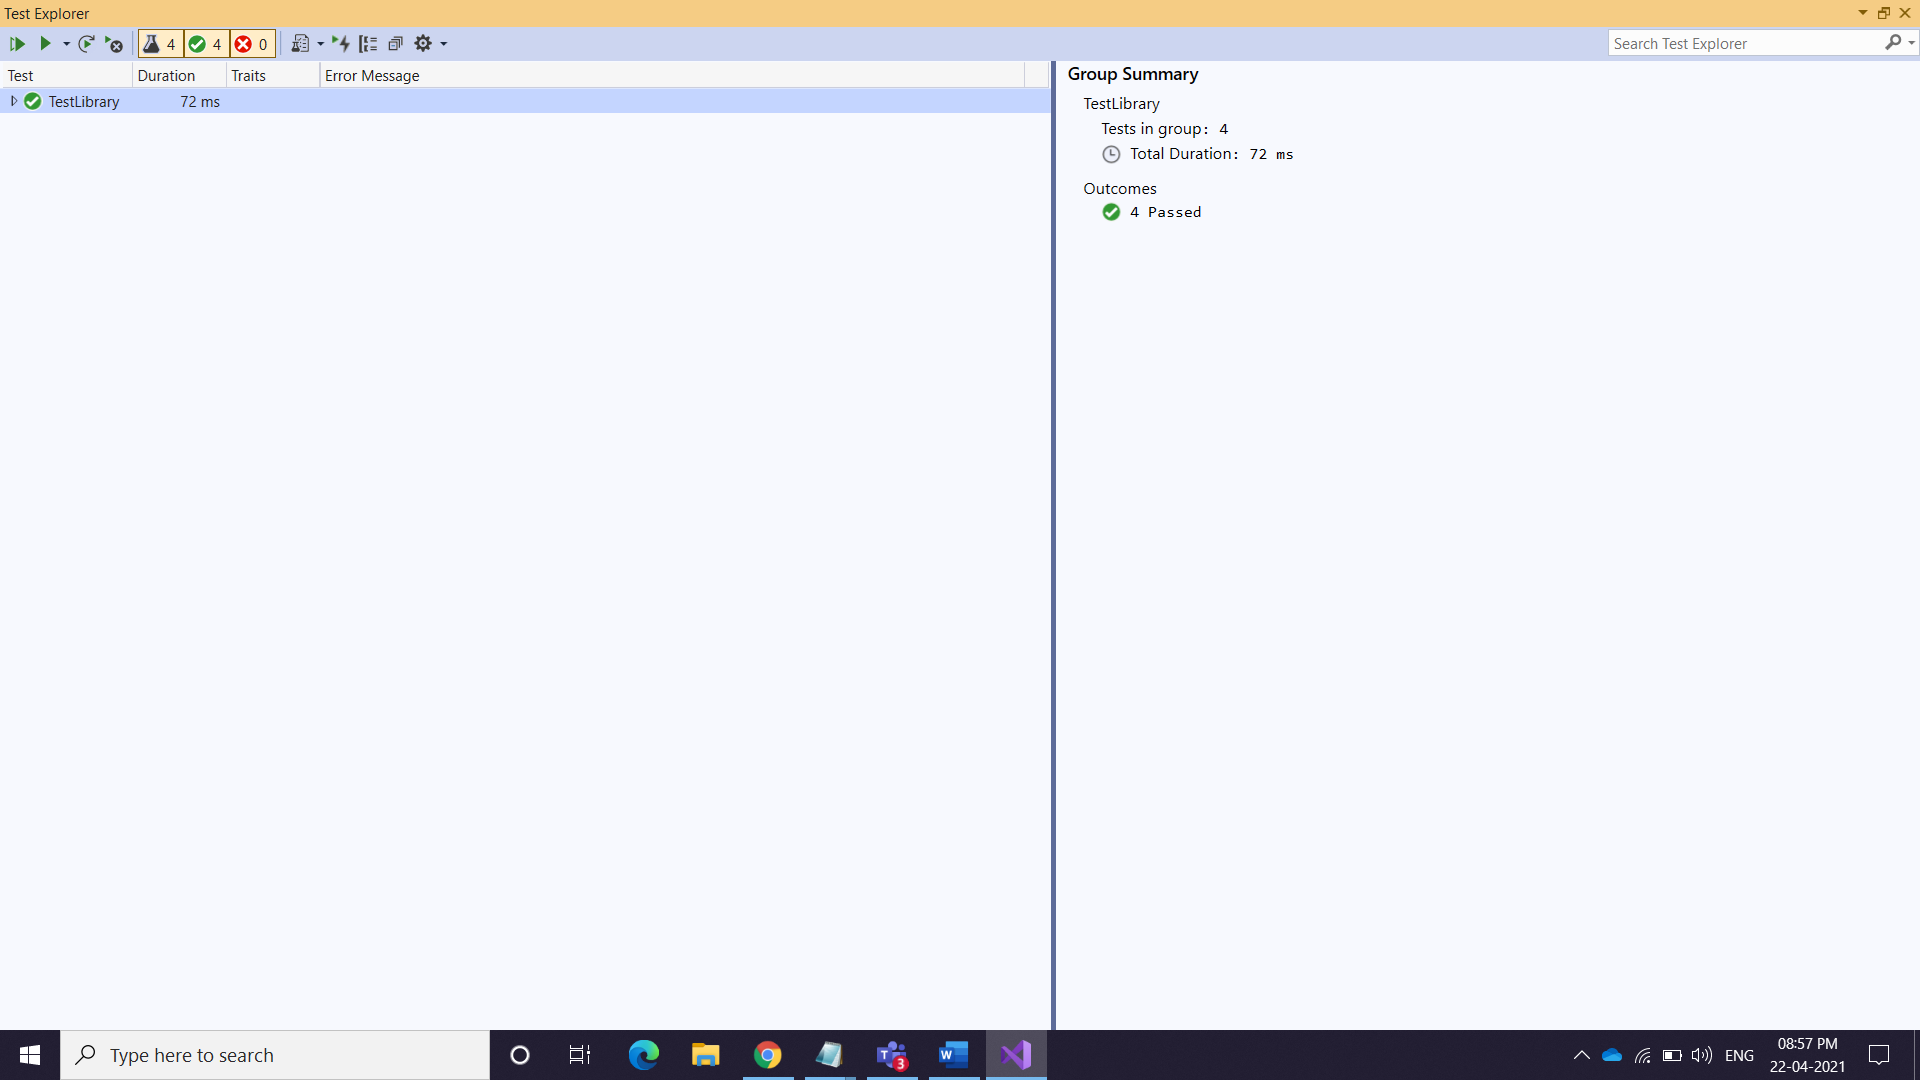 Test Explorer
4 4 0
Search Test Explorer
Test Duration Traits Error Message
TestLibrary 72 ms
Group Summary
TestLibrary
Tests in group: 4
Total Duration: 72 ms
Outcomes
4 Passed
Type here to search
T 3
W
ENG
08:57 PM
22-04-2021